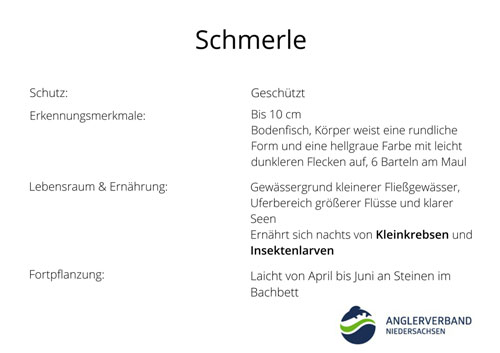 Schmerle
Schutz:
Geschützt
Erkennungsmerkmale:
Bis 10 cm
Bodenfisch, Körper weist eine rundliche
Form und eine hellgraue Farbe mit leicht
dunkleren Flecken auf, 6 Barteln am Maul
Lebensraum & Ernährung:
Gewässergrund kleinerer Fließgewässer,
Uferbereich größerer Flüsse und klarer
Seen
Ernährt sich nachts von Kleinkrebsen und
Insektenlarven
Fortpflanzung:
Laicht von April bis Juni an Steinen im
Bachbett
ANGLERVERBAND
NIEDERSACHSEN